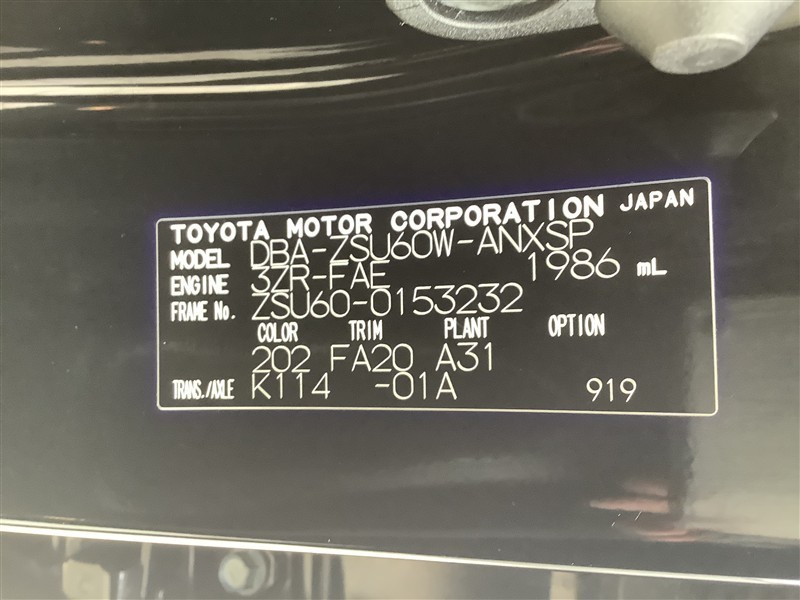 TOYOTA MOTOR CORPORATION JAPAN
MODEL DBA-ZSU60W-ANXSP
ENGINE 3ZR-FAE 1986 mL
FRAME No. ZSU60-0153232
COLOR TRIM PLANT OPTION
202 FA20 A31
TRANS./AXLE K114 -01A 919